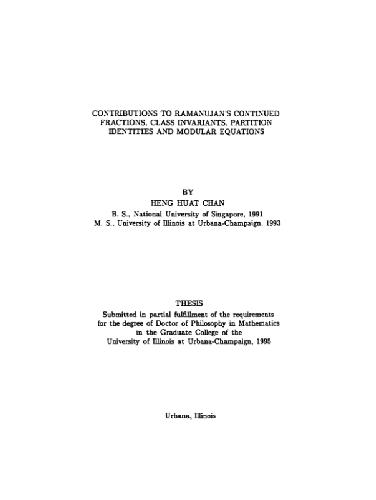 CONTRIBUTIONS TO RAMANUJAN'S CONTINUED
FRACTIONS, CLASS INVARIANTS, PARTITION
IDENTITIES AND MODULAR EQUATIONS
BY
HENG HUAT CHAN
B. S., National University of Singapore, 1991
M. S., University of Illinois at Urbana-Champaign, 1993
THESIS
Submitted in partial fulfillment of the requirements
for the degree of Doctor of Philosophy in Mathematics
in the Graduate College of the
University of Illinois at Urbana-Champaign, 1995
Urbana, Illinois